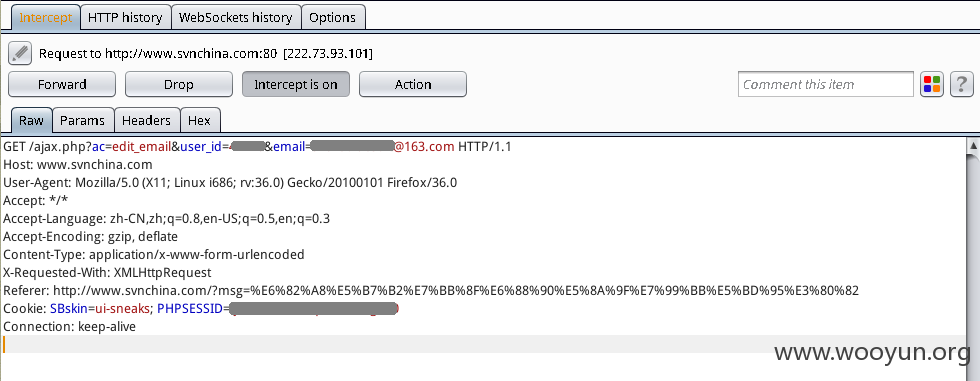 Intercept HTTP history WebSockets history Options
Request to http://www.svnchina.com:80 [222.73.93.101]
Forward Drop Intercept is on Action Comment this item ?
Raw Params Headers Hex
GET /ajax.php?ac=edit_email&user_id= &email= @163.com HTTP/1.1
Host: www.svnchina.com
User-Agent: Mozilla/5.0 (X11; Linux i686; rv:36.0) Gecko/20100101 Firefox/36.0
Accept: */*
Accept-Language: zh-CN,zh;q=0.8,en-US;q=0.5,en;q=0.3
Accept-Encoding: gzip, deflate
Content-Type: application/x-www-form-urlencoded
X-Requested-With: XMLHttpRequest
Referer: http://www.svnchina.com/?msg=%E6%82%A8%E5%B7%B2%E7%BB%8F%E6%88%90%E5%8A%9F%E7%99%BB%E5%BD%95%E3%80%82
Cookie: SBskin=ui-sneaks; PHPSESSID=
Connection: keep-alive
www.wooyun.org